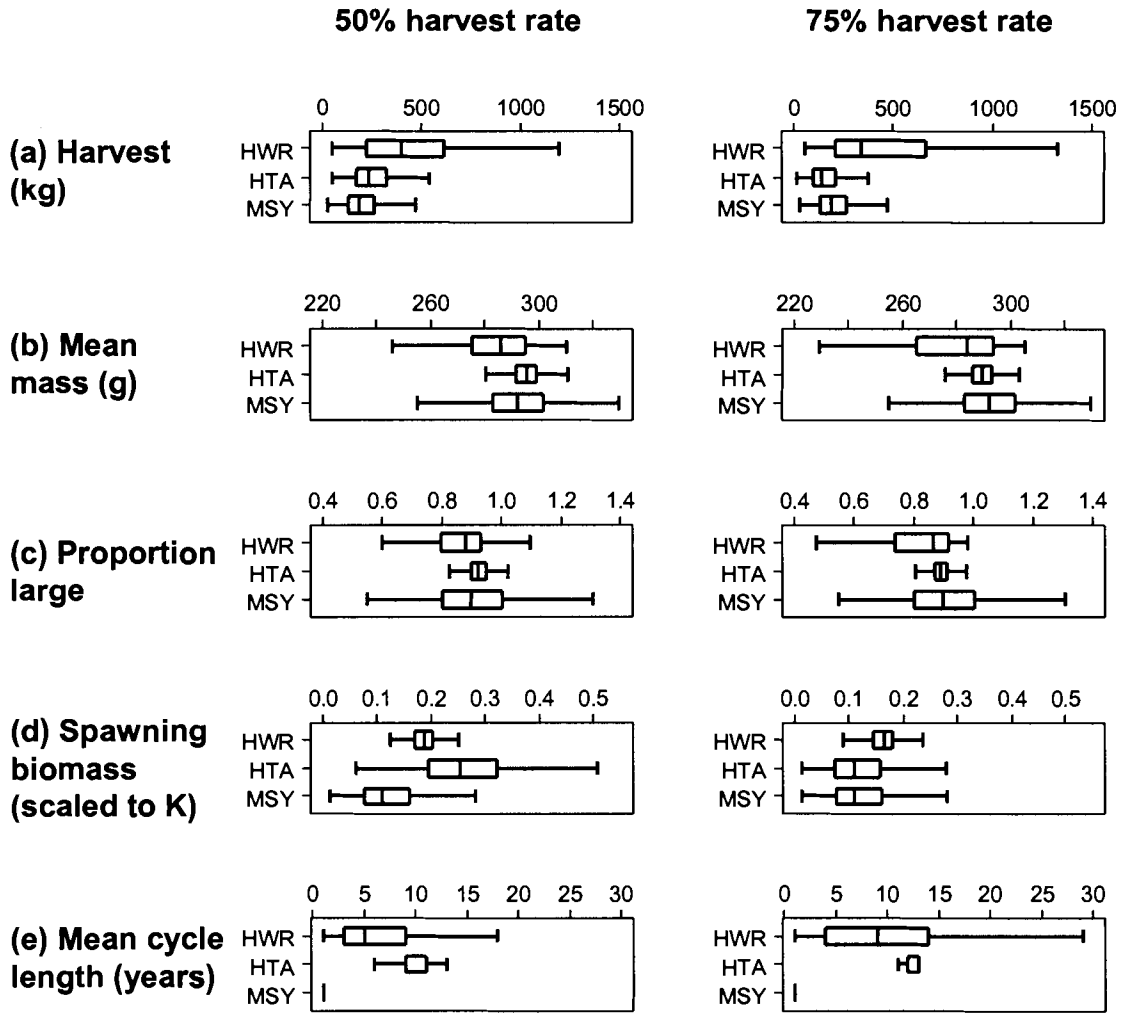 50% harvest rate 75% harvest rate
0 500 1000 1500 0 500 1000 1500
(a) Harvest
(kg)
HWR HWR
HTA HTA
MSY MSY
220 260 300 220 260 300
(b) Mean
mass (g)
HWR HWR
HTA HTA
MSY MSY
0.4 0.6 0.8 1.0 1.2 1.4 0.4 0.6 0.8 1.0 1.2 1.4
(c) Proportion
large
HWR HWR
HTA HTA
MSY MSY
0.0 0.1 0.2 0.3 0.4 0.5 0.0 0.1 0.2 0.3 0.4 0.5
(d) Spawning
biomass
(scaled to K)
HWR HWR
HTA HTA
MSY MSY
0 5 10 15 20 25 30 0 5 10 15 20 25 30
(e) Mean cycle
length (years)
HWR HWR
HTA HTA
MSY MSY